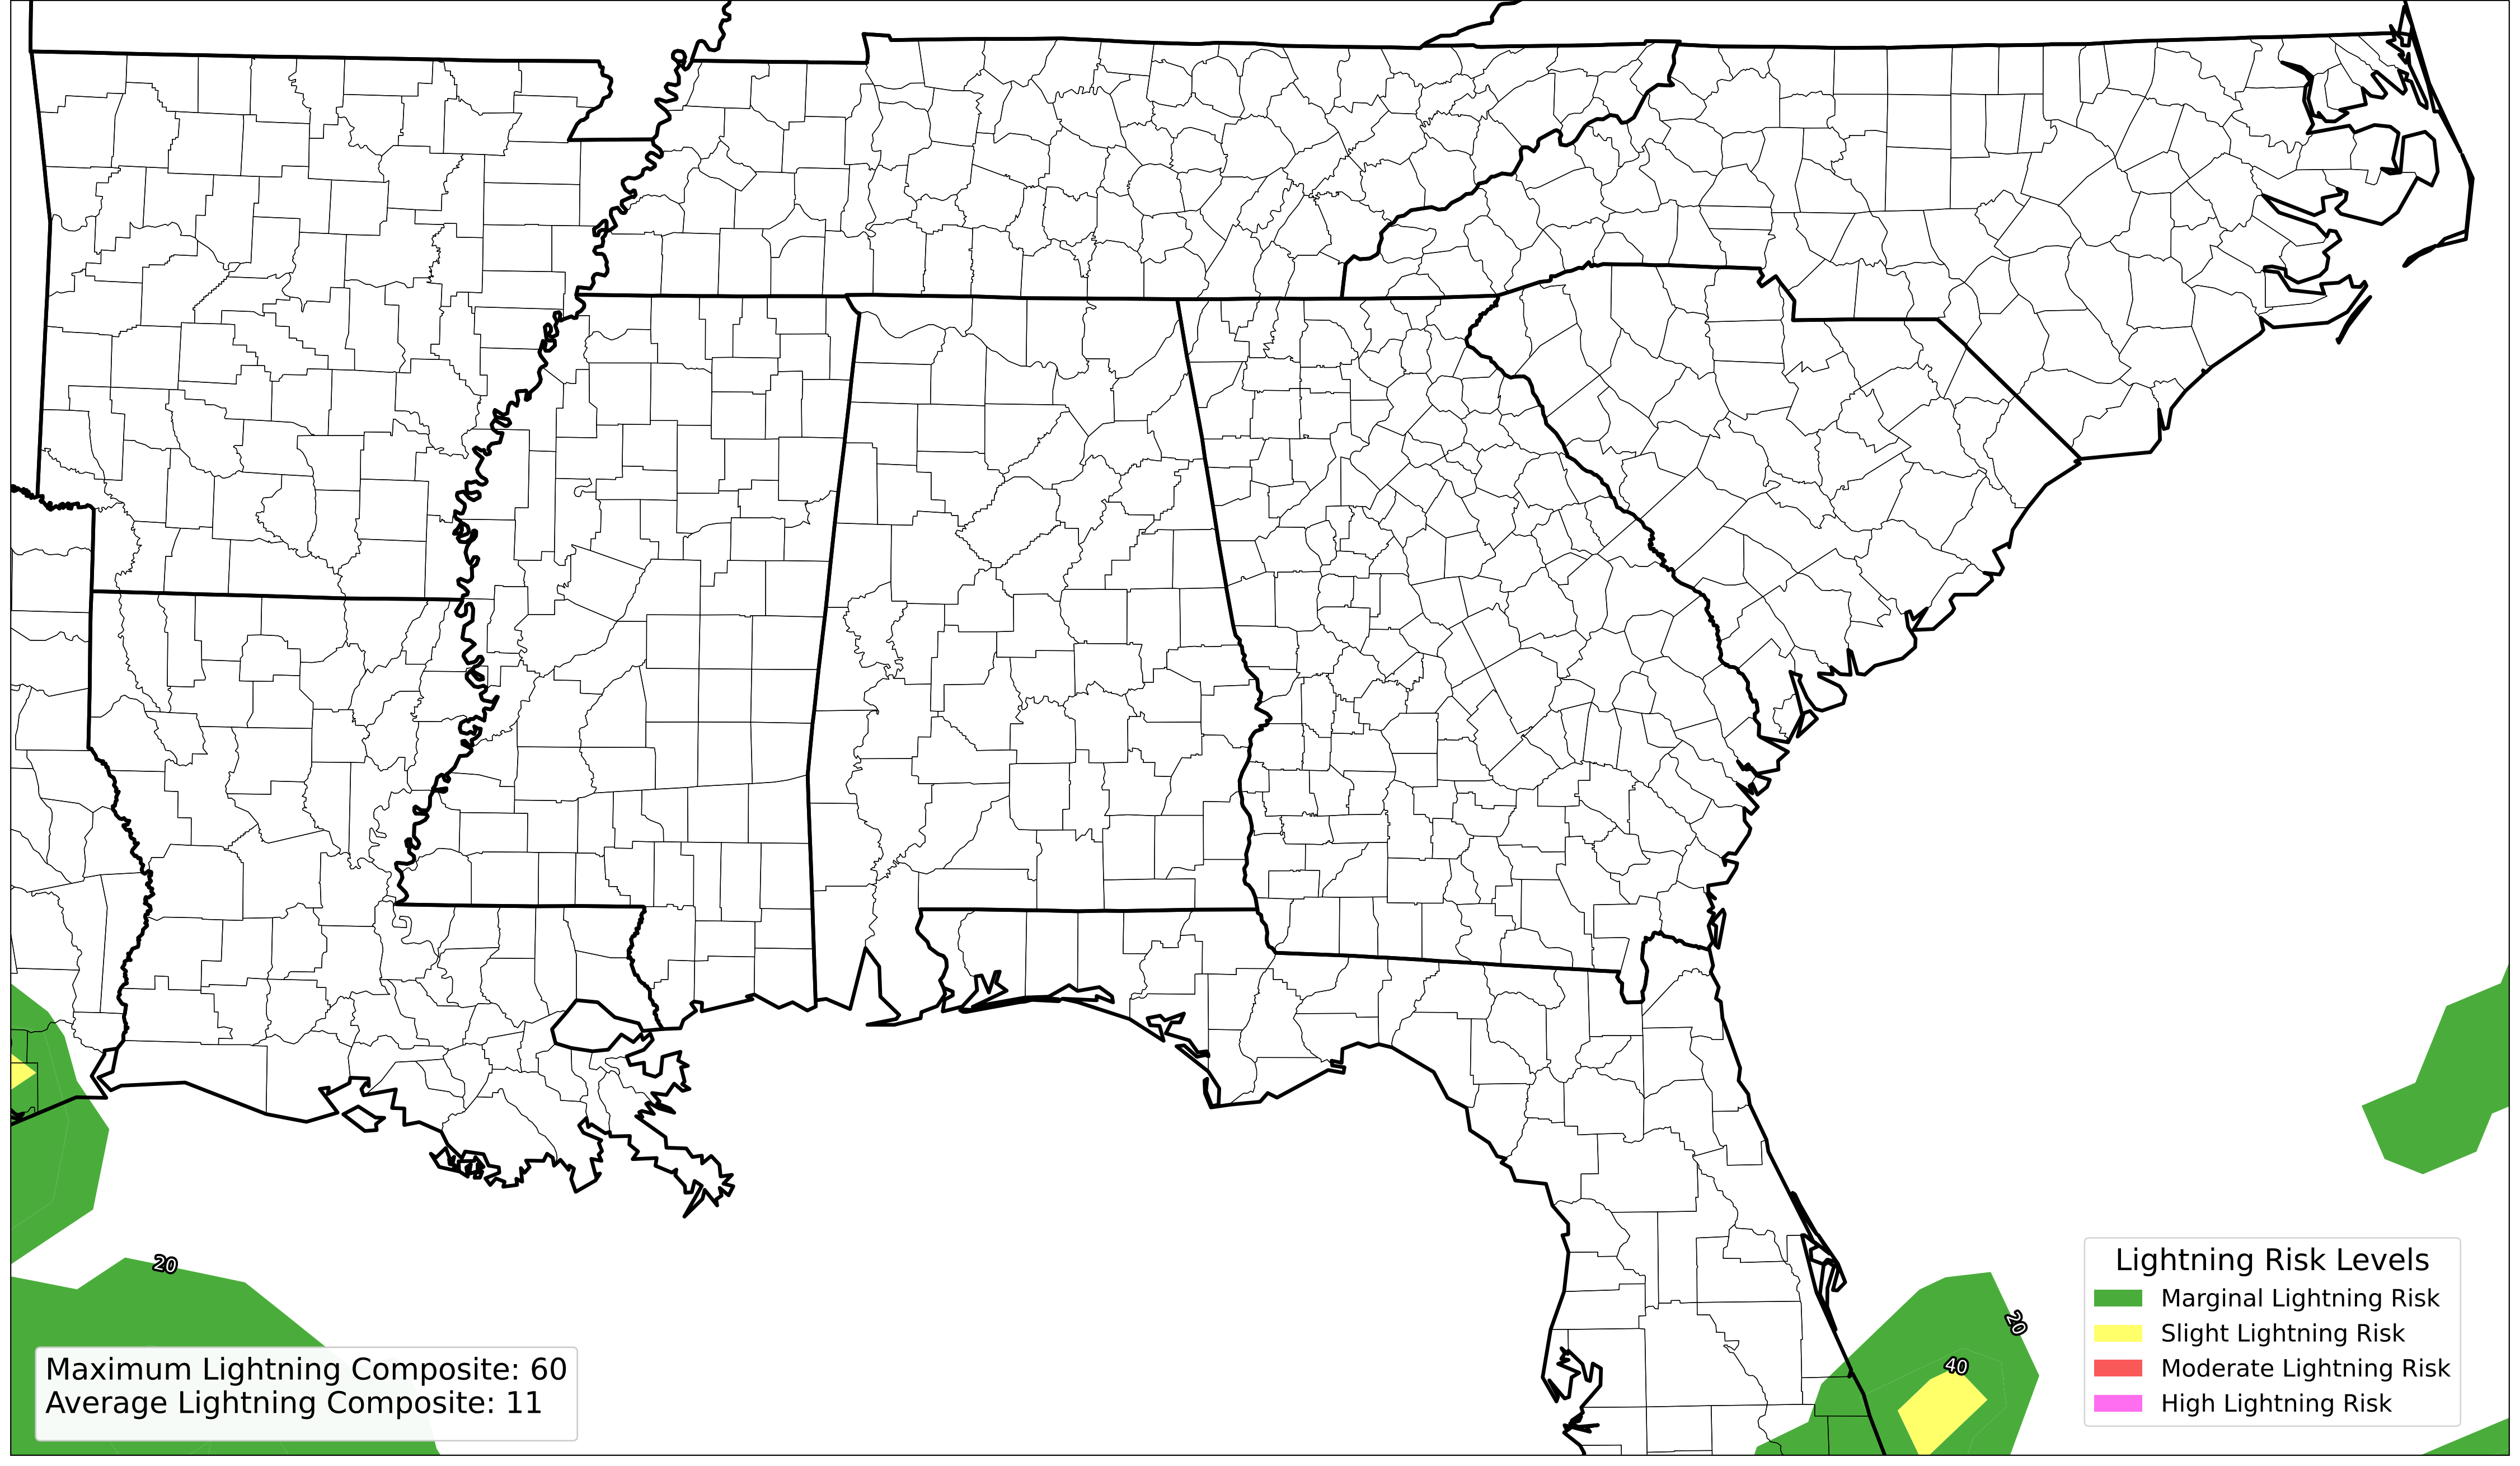 20
20
40
Maximum Lightning Composite: 60
Average Lightning Composite: 11
Lightning Risk Levels
Marginal Lightning Risk
Slight Lightning Risk
Moderate Lightning Risk
High Lightning Risk